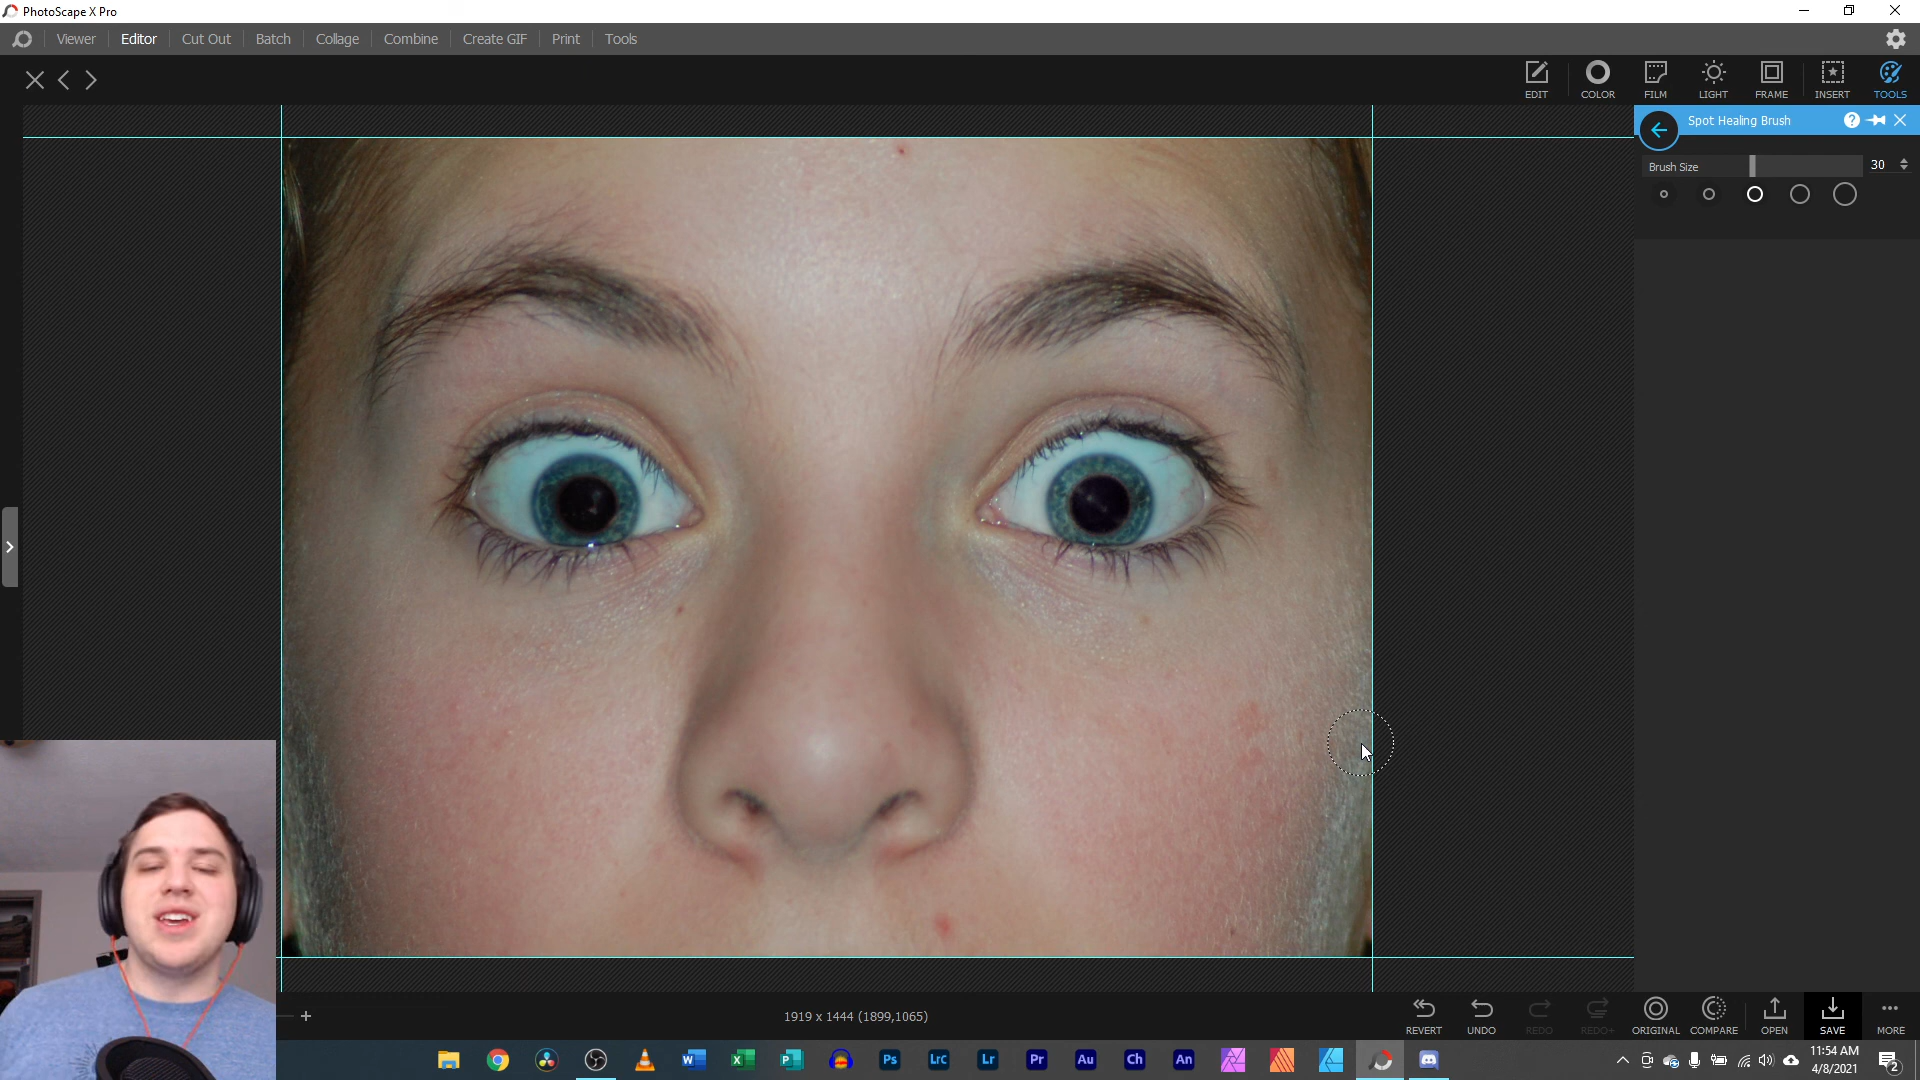 PhotoScape X Pro
Viewer Editor Cut Out Batch Collage Combine Create GIF Print Tools
EDIT COLOR FILM LIGHT FRAME INSERT TOOLS
Spot Healing Brush ?
Brush Size 30
1919 x 1444 (1899,1065)
REVERT UNDO REDO REDO+ ORIGINAL COMPARE OPEN SAVE MORE
W X P Ps LrC Lr Pr Au Ch An
11:54 AM
4/8/2021
2